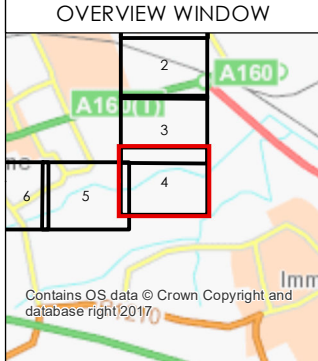 OVERVIEW WINDOW
2
A160
A160(T)
3
4
6
5
Imm
Contains OS data © Crown Copyright and
database right 2017